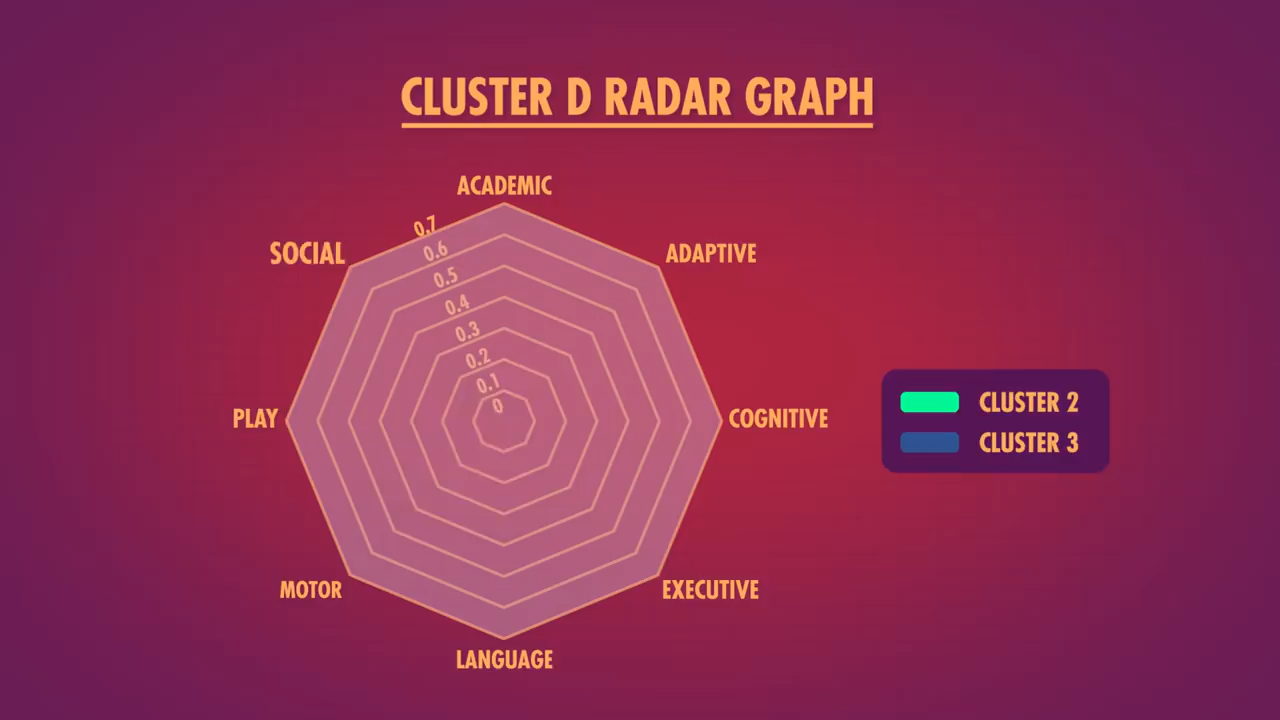 CLUSTER D RADAR GRAPH
ACADEMIC
SOCIAL
ADAPTIVE
0.7
0.6
0.5
0.4
0.3
0.2
0.1
0
PLAY
COGNITIVE
CLUSTER 2
CLUSTER 3
MOTOR
EXECUTIVE
LANGUAGE